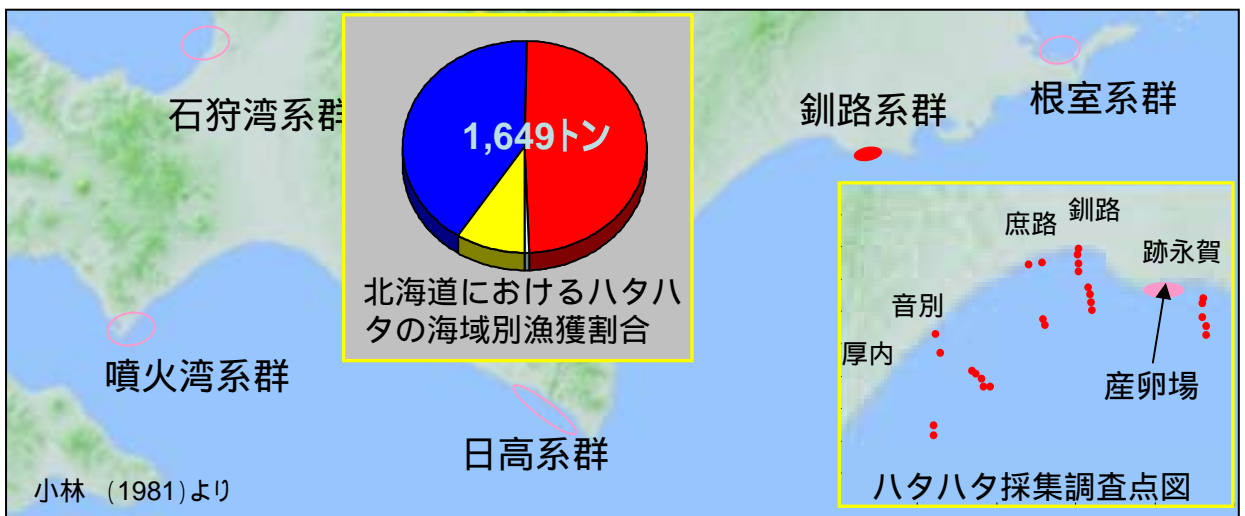 石狩湾系群
1,649トン
北海道におけるハタハ
タの海域別漁獲割合
釧路系群
根室系群
噴火湾系群
日高系群
小林 (1981)より
釧路
庶路
跡永賀
音別
厚内
産卵場
ハタハタ採集調査点図